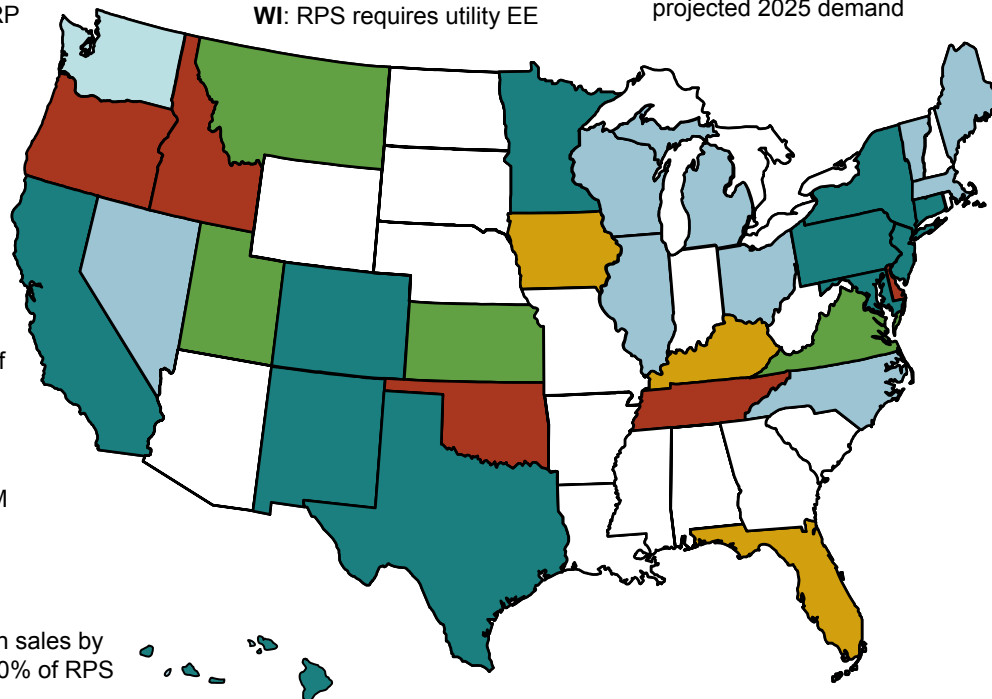 RP
WI: RPS requires utility EE
projected 2025 demand
f
M
n sales by
0% of RPS